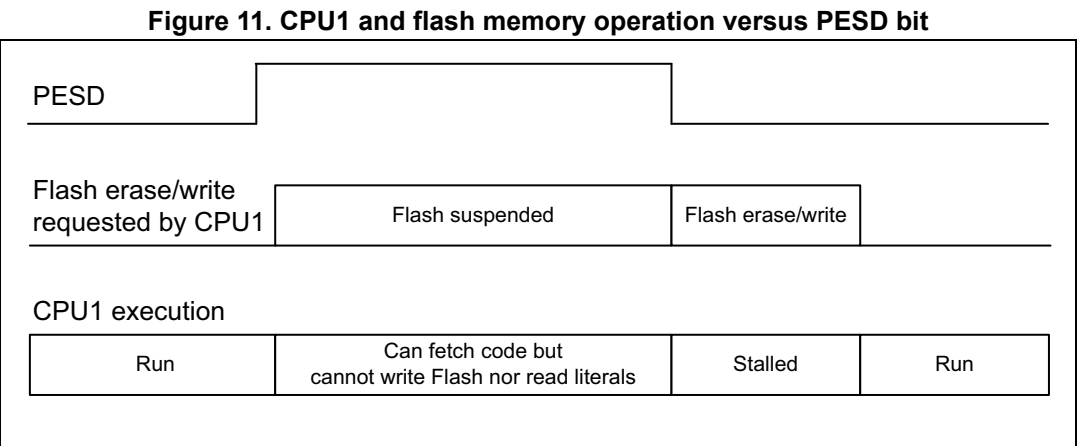 Figure 11. CPU1 and flash memory operation versus PESD bit
PESD
Flash erase/write
requested by CPU1
Flash suspended
Flash erase/write
CPU1 execution
Run
Can fetch code but
cannot write Flash nor read literals
Stalled
Run